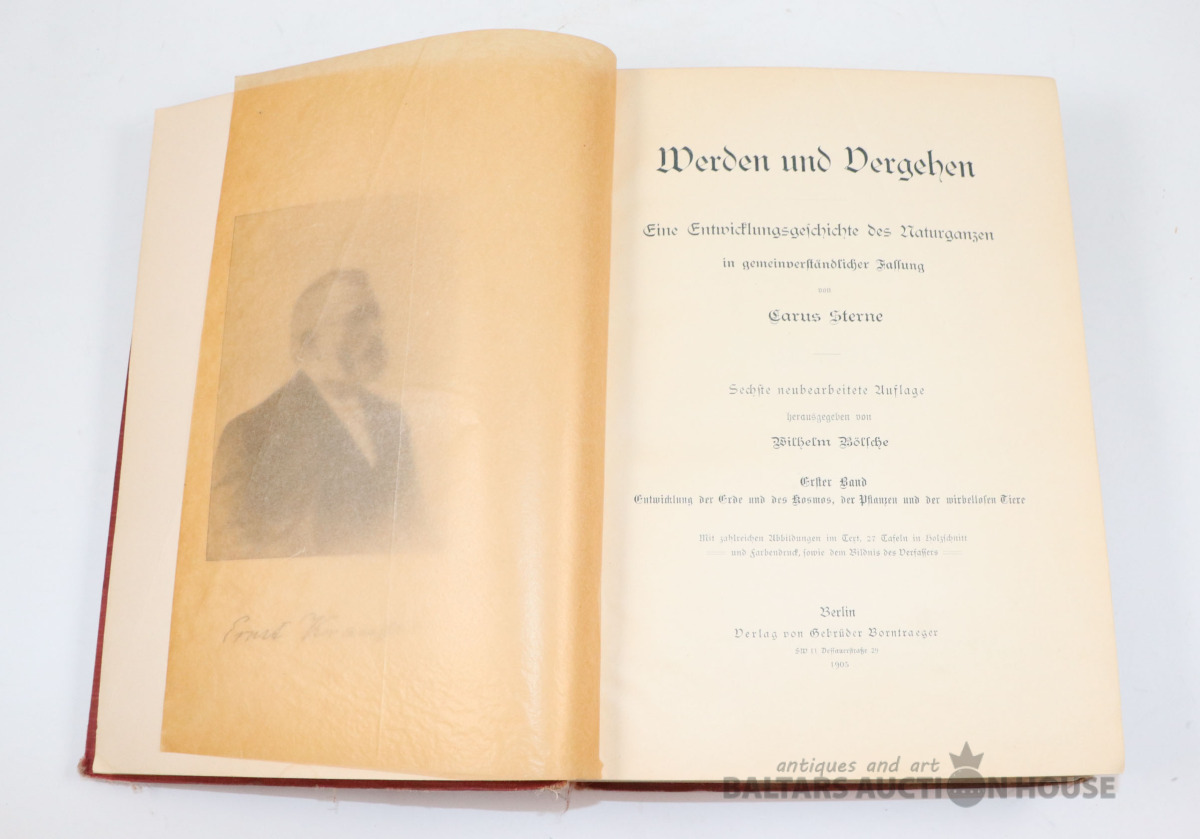 Ernst Krause
Werden und Vergehen
Eine Entwicklungsgeschichte des Naturganzen
in gemeinverständlicher Fassung
von
Carus Sterne
Sechste neubearbeitete Auflage
herausgegeben von
Wilhelm Bölsche
Erster Band
Entwicklung der Erde und des Kosmos, der Pflanzen und der wirbellosen Tiere
Mit zahlreichen Abbildungen im Text, 27 Tafeln in Holzschnitt
und Farbendruck, sowie dem Bildnis des Verfassers
Berlin
Verlag von Gebrüder Borntraeger
SW 11 Dessauerstraße 29
1905
antiques and art
BALTARS AUCTION HOUSE